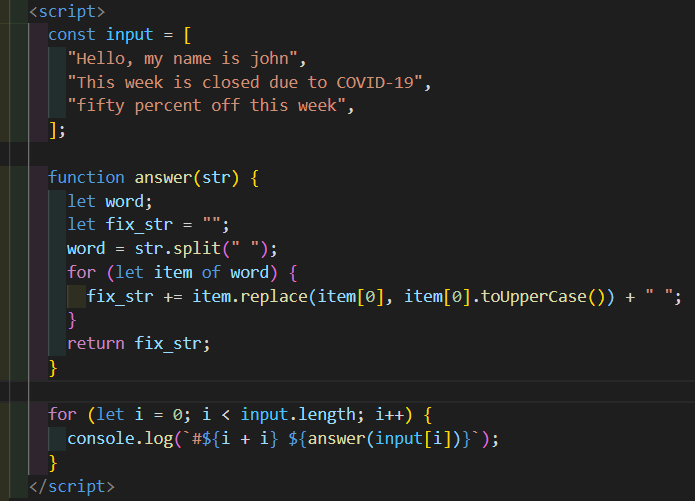 <script>
const input = [
"Hello, my name is john",
"This week is closed due to COVID-19",
"fifty percent off this week",
];
function answer(str) {
let word;
let fix_str = "";
word = str.split(" ");
for (let item of word) {
fix_str += item.replace(item[0], item[0].toUpperCase()) + " ";
}
return fix_str;
}
for (let i = 0; i < input.length; i++) {
console.log(`#${i + i} ${answer(input[i])}`);
}
</script>